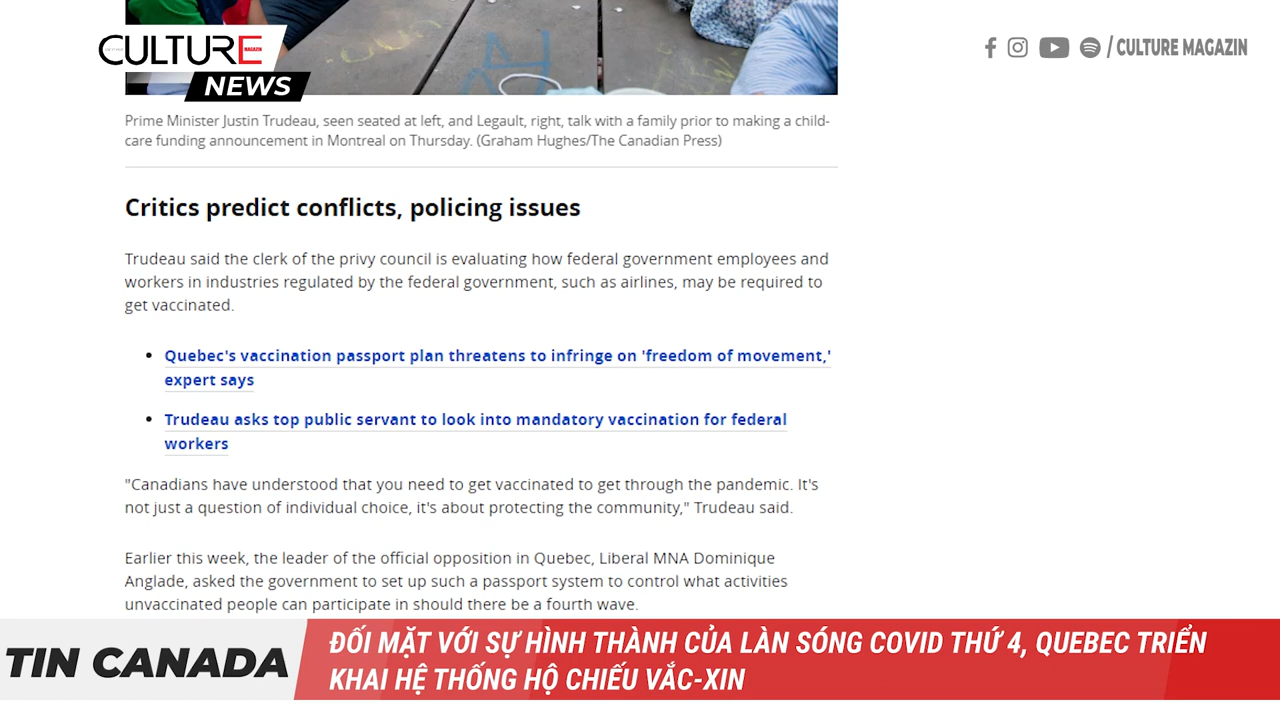 CULTURE
MAGAZIN
NEWS
/ CULTURE MAGAZIN
Prime Minister Justin Trudeau, seen seated at left, and Legault, right, talk with a family prior to making a child-
care funding announcement in Montreal on Thursday. (Graham Hughes/The Canadian Press)
Critics predict conflicts, policing issues
Trudeau said the clerk of the privy council is evaluating how federal government employees and
workers in industries regulated by the federal government, such as airlines, may be required to
get vaccinated.
• Quebec's vaccination passport plan threatens to infringe on 'freedom of movement,'
expert says
• Trudeau asks top public servant to look into mandatory vaccination for federal
workers
"Canadians have understood that you need to get vaccinated to get through the pandemic. It's
not just a question of individual choice, it's about protecting the community," Trudeau said.
Earlier this week, the leader of the official opposition in Quebec, Liberal MNA Dominique
Anglade, asked the government to set up such a passport system to control what activities
unvaccinated people can participate in should there be a fourth wave.
TIN CANADA
ĐỐI MẶT VỚI SỰ HÌNH THÀNH CỦA LÀN SÓNG COVID THỨ 4, QUEBEC TRIỂN
KHAI HỆ THỐNG HỘ CHIẾU VẮC-XIN